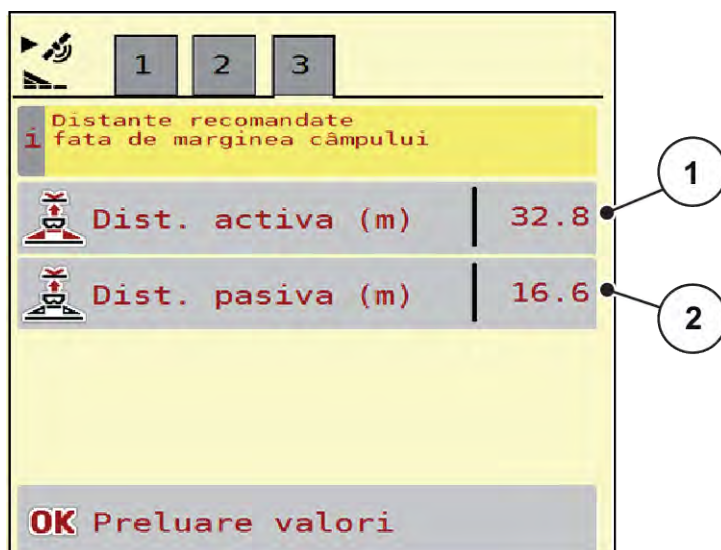 1 2 3
i Distante recomandate
fata de marginea câmpului
Dist. activa (m) 32.8
1
Dist. pasiva (m) 16.6
2
OK Preluare valori